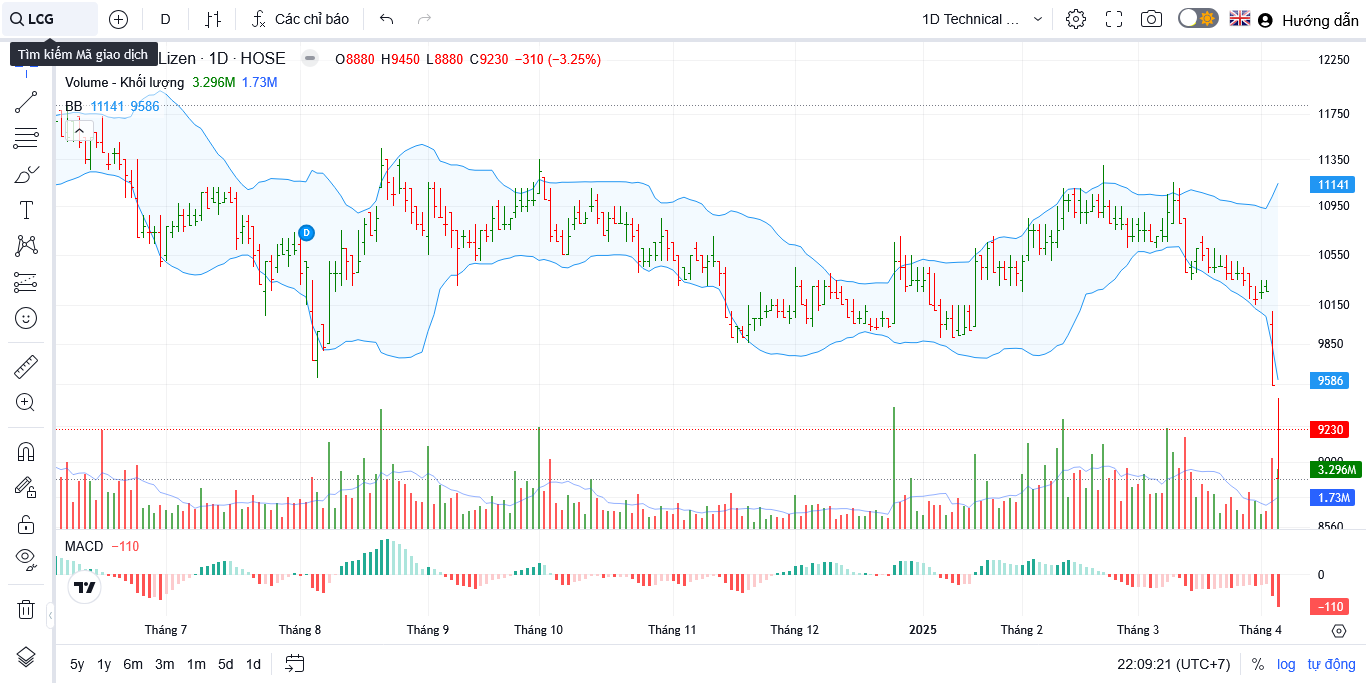 LCG
D
Các chỉ báo
1D Technical ...
Hướng dẫn
Tìm kiếm Mã giao dịch
Lizen · 1D · HOSE
O8880 H9450 L8880 C9230 −310 (−3.25%)
Volume - Khối lượng 3.296M 1.73M
BB 11141 9586
D
12250
11750
11350
11141
10950
10550
10150
9850
9586
9230
9000
3.296M
1.73M
8560
MACD −110
0
−110
Tháng 7
Tháng 8
Tháng 9
Tháng 10
Tháng 11
Tháng 12
2025
Tháng 2
Tháng 3
Tháng 4
5y 1y 6m 3m 1m 5d 1d
22:09:21 (UTC+7)
% log tự động